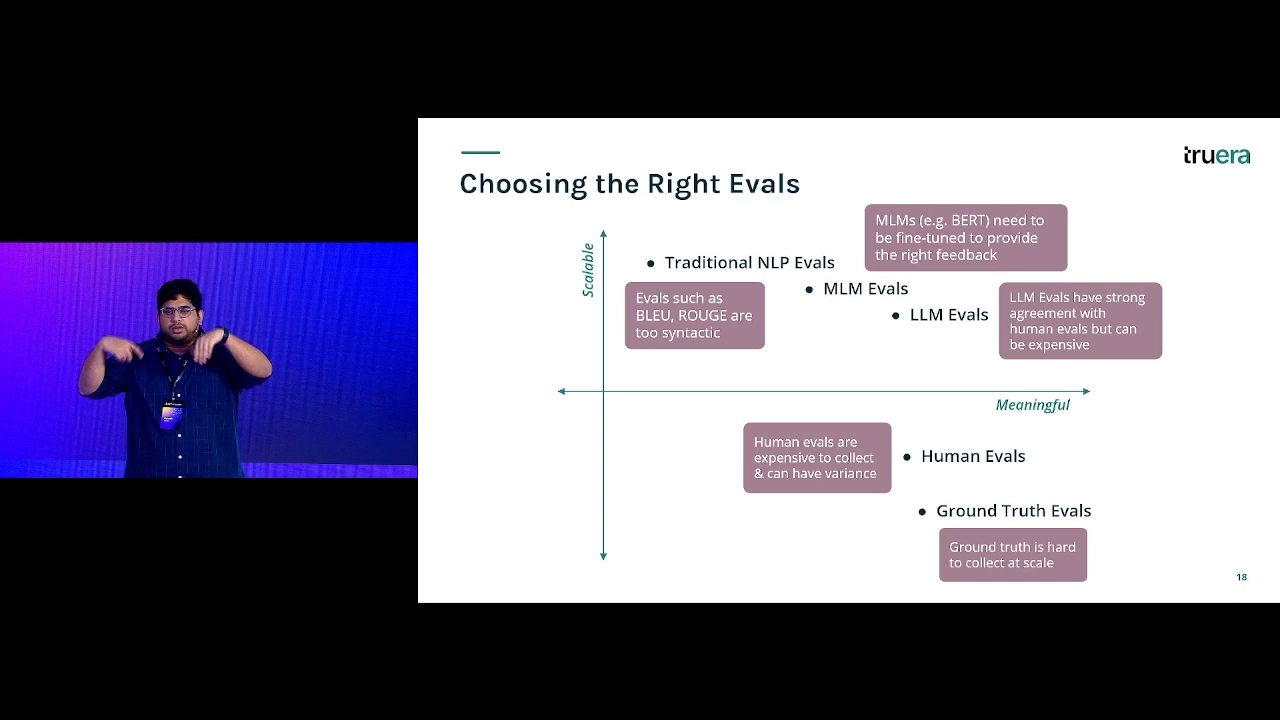 truera
Choosing the Right Evals
MLMs (e.g. BERT) need to
be fine-tuned to provide
the right feedback
Scalable
Traditional NLP Evals
MLM Evals
Evals such as
BLEU, ROUGE are
too syntactic
LLM Evals
LLM Evals have strong
agreement with
human evals but can
be expensive
Meaningful
Human evals are
expensive to collect
& can have variance
Human Evals
Ground Truth Evals
Ground truth is hard
to collect at scale
18